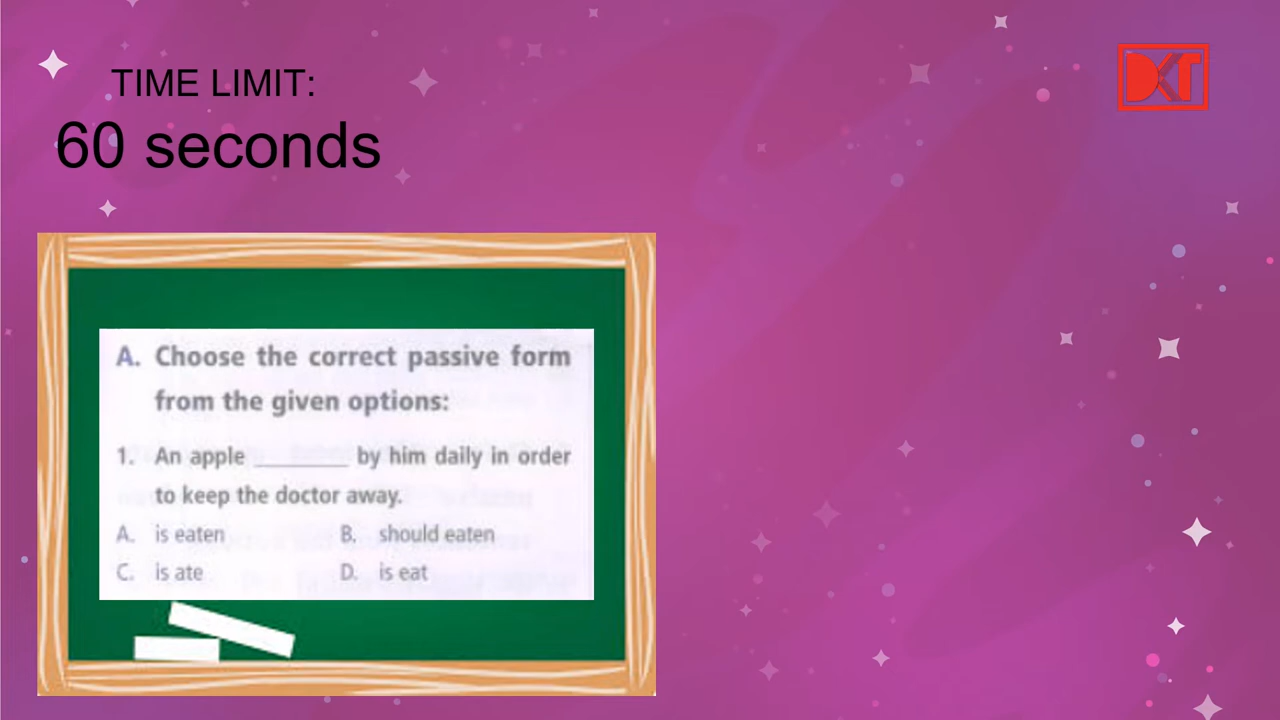 TIME LIMIT:
60 seconds
DKT
A. Choose the correct passive form
from the given options:
1. An apple ________ by him daily in order
to keep the doctor away.
A. is eaten B. should eaten
C. is ate D. is eat